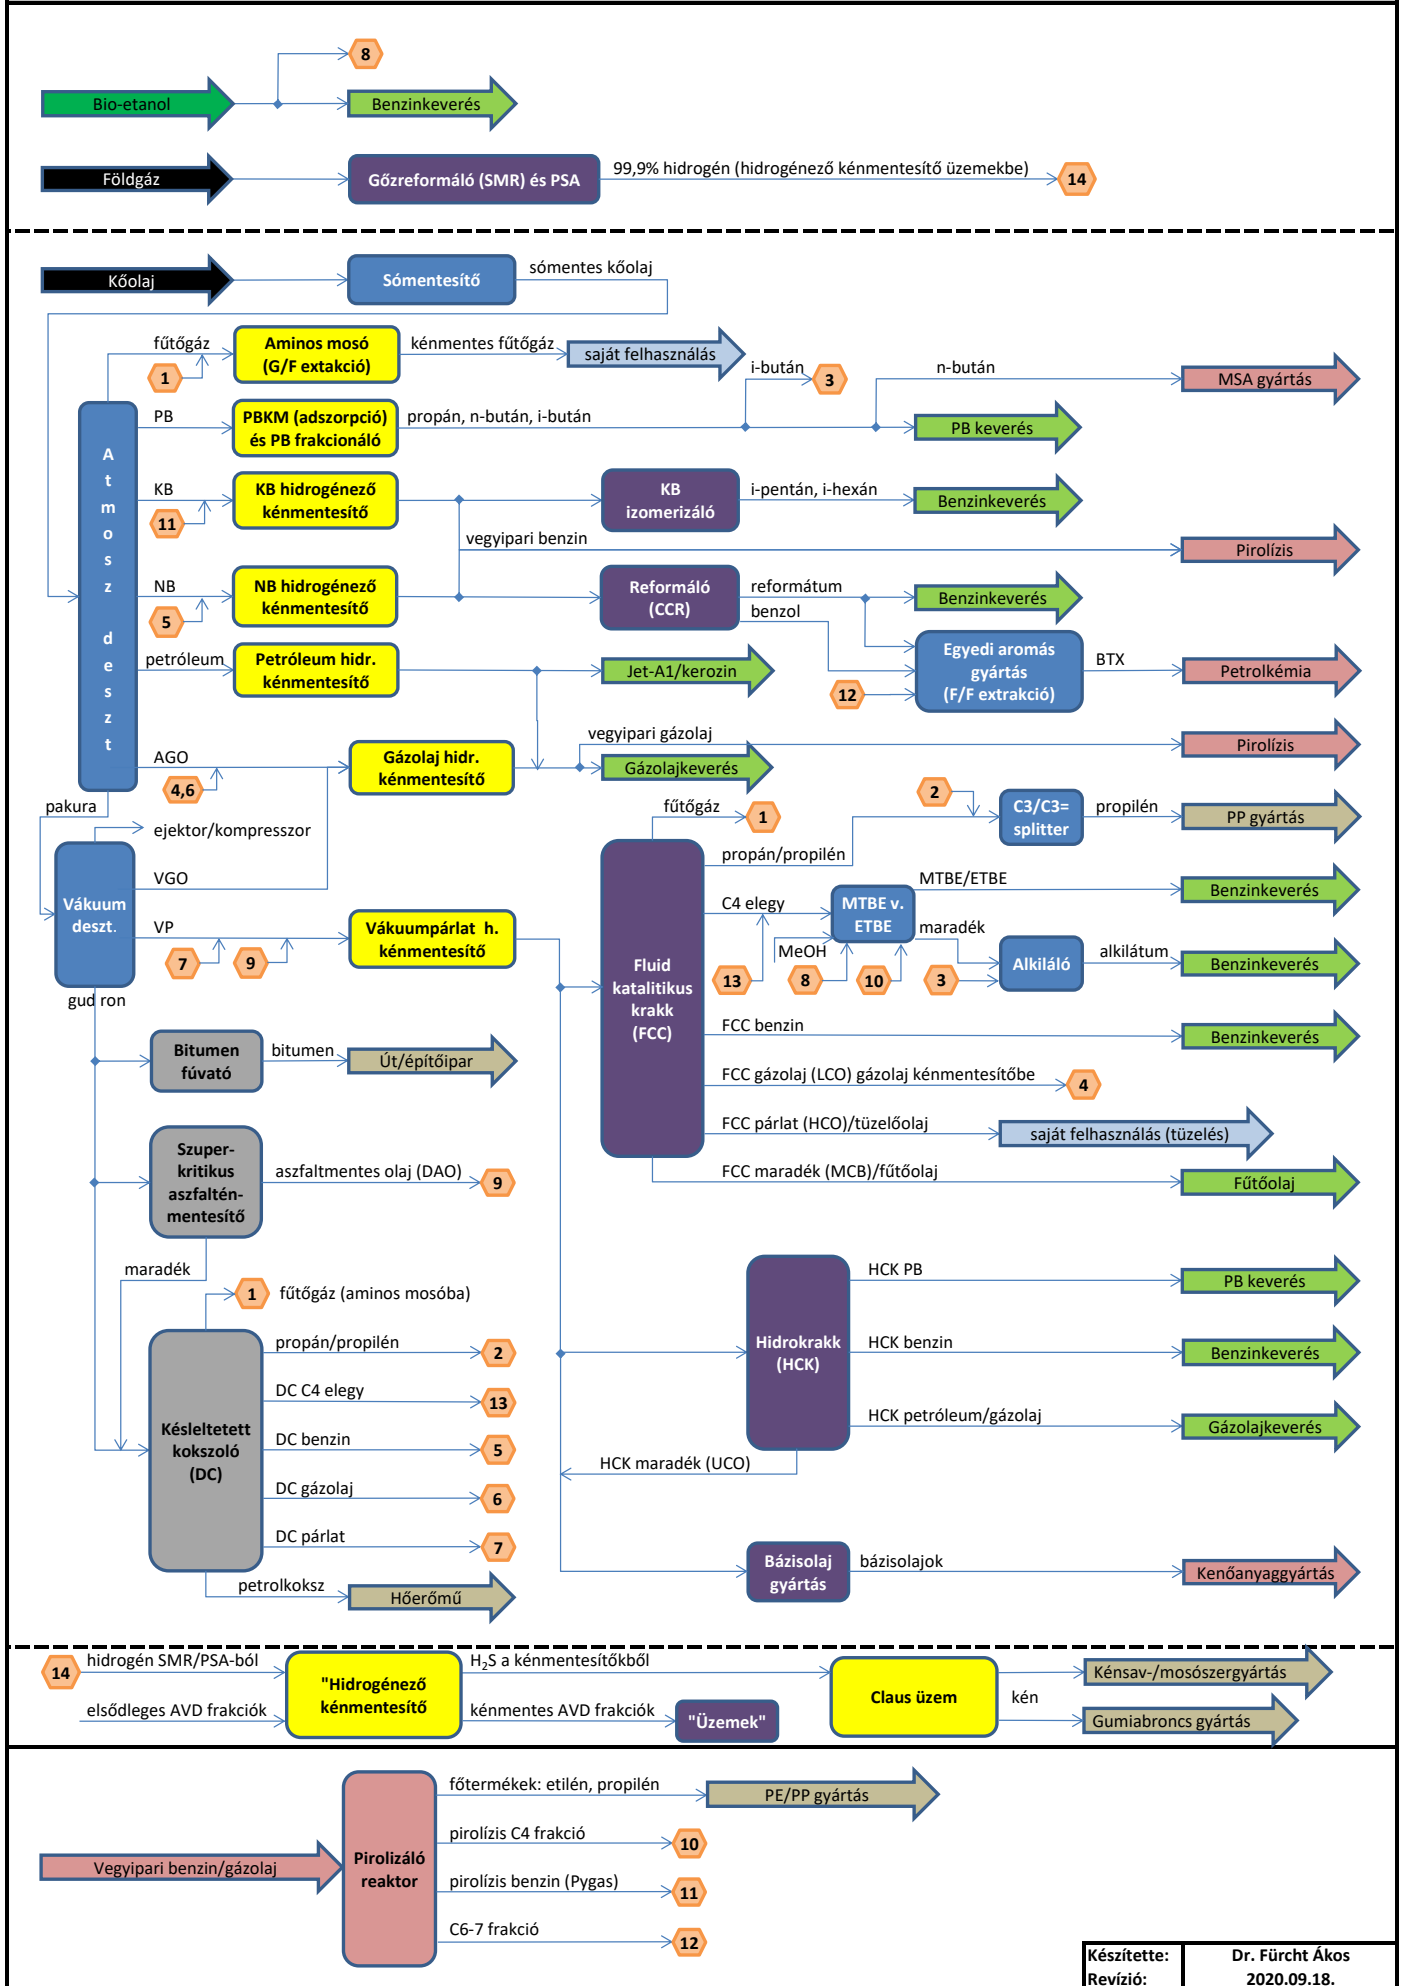 8
Bio-etanol
Benzinkeverés
Földgáz
Gőzreformáló (SMR) és PSA
99,9% hidrogén (hidrogénező kénmentesítő üzemekbe)
14
Kőolaj
Sómentesítő
sómentes kőolaj
fűtőgáz
1
Aminos mosó
(G/F extakció)
kénmentes fűtőgáz
saját felhasználás
i-bután
3
n-bután
MSA gyártás
PB
PBKM (adszorpció)
és PB frakcionáló
propán, n-bután, i-bután
PB keverés
Atmosz deszt
KB
11
KB hidrogénező
kénmentesítő
KB
izomerizáló
i-pentán, i-hexán
Benzinkeverés
vegyipari benzin
Pirolízis
NB
5
NB hidrogénező
kénmentesítő
Reformáló
(CCR)
reformátum
benzol
Benzinkeverés
petróleum
Petróleum hidr.
kénmentesítő
Jet-A1/kerozin
12
Egyedi aromás
gyártás
(F/F extrakció)
BTX
Petrolkémia
AGO
4,6
Gázolaj hidr.
kénmentesítő
vegyipari gázolaj
Pirolízis
Gázolajkeverés
pakura
ejektor/kompresszor
Vákuum
deszt.
VGO
VP
7
9
Vákuumpárlat h.
kénmentesítő
gud ron
fűtőgáz
1
2
C3/C3=
splitter
propilén
PP gyártás
propán/propilén
Fluid
katalitikus
krakk
(FCC)
C4 elegy
MTBE v.
ETBE
MTBE/ETBE
Benzinkeverés
maradék
MeOH
13
8
10
3
Alkiláló
alkilátum
Benzinkeverés
FCC benzin
Benzinkeverés
FCC gázolaj (LCO) gázolaj kénmentesítőbe
4
FCC párlat (HCO)/tüzelőolaj
saját felhasználás (tüzelés)
FCC maradék (MCB)/fűtőolaj
Fűtőolaj
Bitumen
fúvató
bitumen
Út/építőipar
Szuper-
kritikus
aszfaltén-
mentesítő
aszfaltmentes olaj (DAO)
9
maradék
1
fűtőgáz (aminos mosóba)
Késleltetett
kokszoló
(DC)
propán/propilén
2
DC C4 elegy
13
DC benzin
5
DC gázolaj
6
DC párlat
7
petrolkoksz
Hőerőmű
Hidrokrakk
(HCK)
HCK PB
PB keverés
HCK benzin
Benzinkeverés
HCK petróleum/gázolaj
Gázolajkeverés
HCK maradék (UCO)
Bázisolaj
gyártás
bázisolajok
Kenőanyaggyártás
14
hidrogén SMR/PSA-ból
elsődleges AVD frakciók
"Hidrogénező
kénmentesítő
H₂S a kénmentesítőkből
kénmentes AVD frakciók
"Üzemek"
Claus üzem
kén
Kénsav-/mosószergyártás
Gumiabroncs gyártás
Vegyipari benzin/gázolaj
Pirolizáló
reaktor
főtermékek: etilén, propilén
PE/PP gyártás
pirolízis C4 frakció
10
pirolízis benzin (Pygas)
11
C6-7 frakció
12
Készítette: Dr. Fürcht Ákos
Revízió: 2020.09.18.